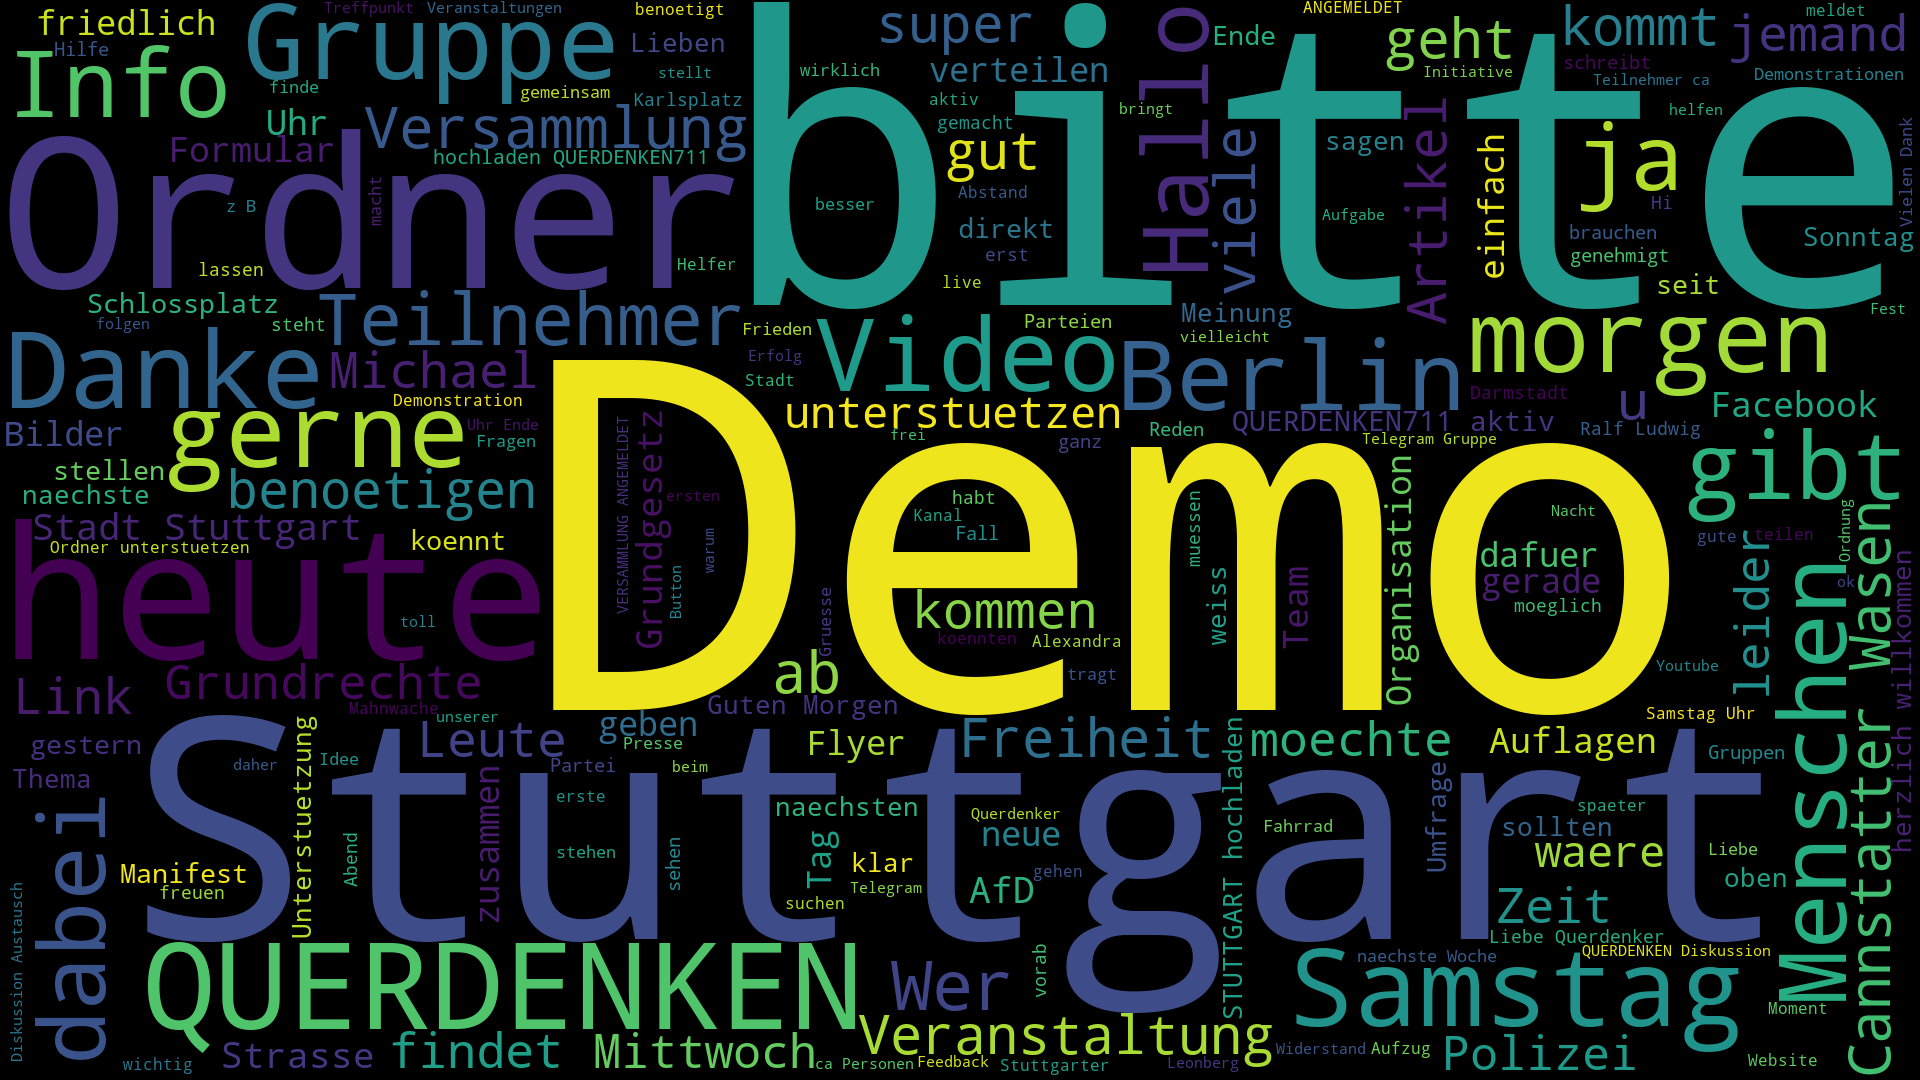 friedlich
Treffpunkt
Veranstaltungen
benoetigt
super
ANGEMELDET
Ende
geht
kommt
meldet
jemand
Hilfe
Info
Gruppe
Lieben
bitte
verteilen
Hallo
Initiative
schreibt
Teilnehmer ca
Demonstrationen
finde
gemeinsam
stellt
Karlsplatz
wirklich
aktiv
bringt
helfen
Uhr
Versammlung
gemacht
viele
sagen
Artikel
einfach
ja
Vielen Dank
Formular
hochladen QUERDENKEN711
gut
Ordner
macht
z B
besser
Abstand
direkt
Aufgabe
Hi
brauchen
Sonntag
lassen
Helfer
erst
live
genehmigt
seit
Schlossplatz
folgen
steht
Teilnehmer
Frieden
Video
Parteien
Meinung
vielleicht
morgen
Fest
Danke
Michael
Erfolg
Stadt
Berlin
Demonstration
unterstuetzen
Darmstadt
u
Facebook
Bilder
gerne
Uhr Ende
Fragen
frei
ganz
Reden
QUERDENKEN711 aktiv
Telegram Gruppe
Ralf Ludwig
stellen
benoetigen
naechste
VERSAMMLUNG ANGEMELDET
Grundgesetz
ersten
Demo
habt
Kanal
Fall
muessen
Organisation
Nacht
gibt
Stadt Stuttgart
Ordner unterstuetzen
koennt
heute
warum
Button
dafuer
gerade
moeglich
gute
teilen
Ordnung
ok
toll
Gruesse
kommen
koennten
Alexandra
weiss
Team
leider
Menschen
Cannstatter Wasen
herzlich willkommen
Grundrechte
Link
Mahnwache
unserer
ab
tragt
Youtube
Guten Morgen
Samstag Uhr
gestern
Thema
daher
Unterstuetzung
Idee
Leute
geben
Presse
Partei
beim
Flyer
Freiheit
STUTTGART hochladen
moechte
Auflagen
Gruppen
Stuttgart
dabei
zusammen
erste
naechsten
Querdenker
neue
Fahrrad
Umfrage
spaeter
sollten
waere
Liebe
oben
Manifest
freuen
Abend
stehen
sehen
Tag
klar
Telegram
suchen
AfD
gehen
Zeit
Liebe Querdenker
Diskussion Austausch
QUERDENKEN
Wer
vorab
naechste Woche
QUERDENKEN Diskussion
Samstag
Moment
wichtig
Strasse
findet
Mittwoch
ca Personen
Veranstaltung
Feedback
Stuttgarter
Leonberg
Widerstand
Aufzug
Polizei
Website